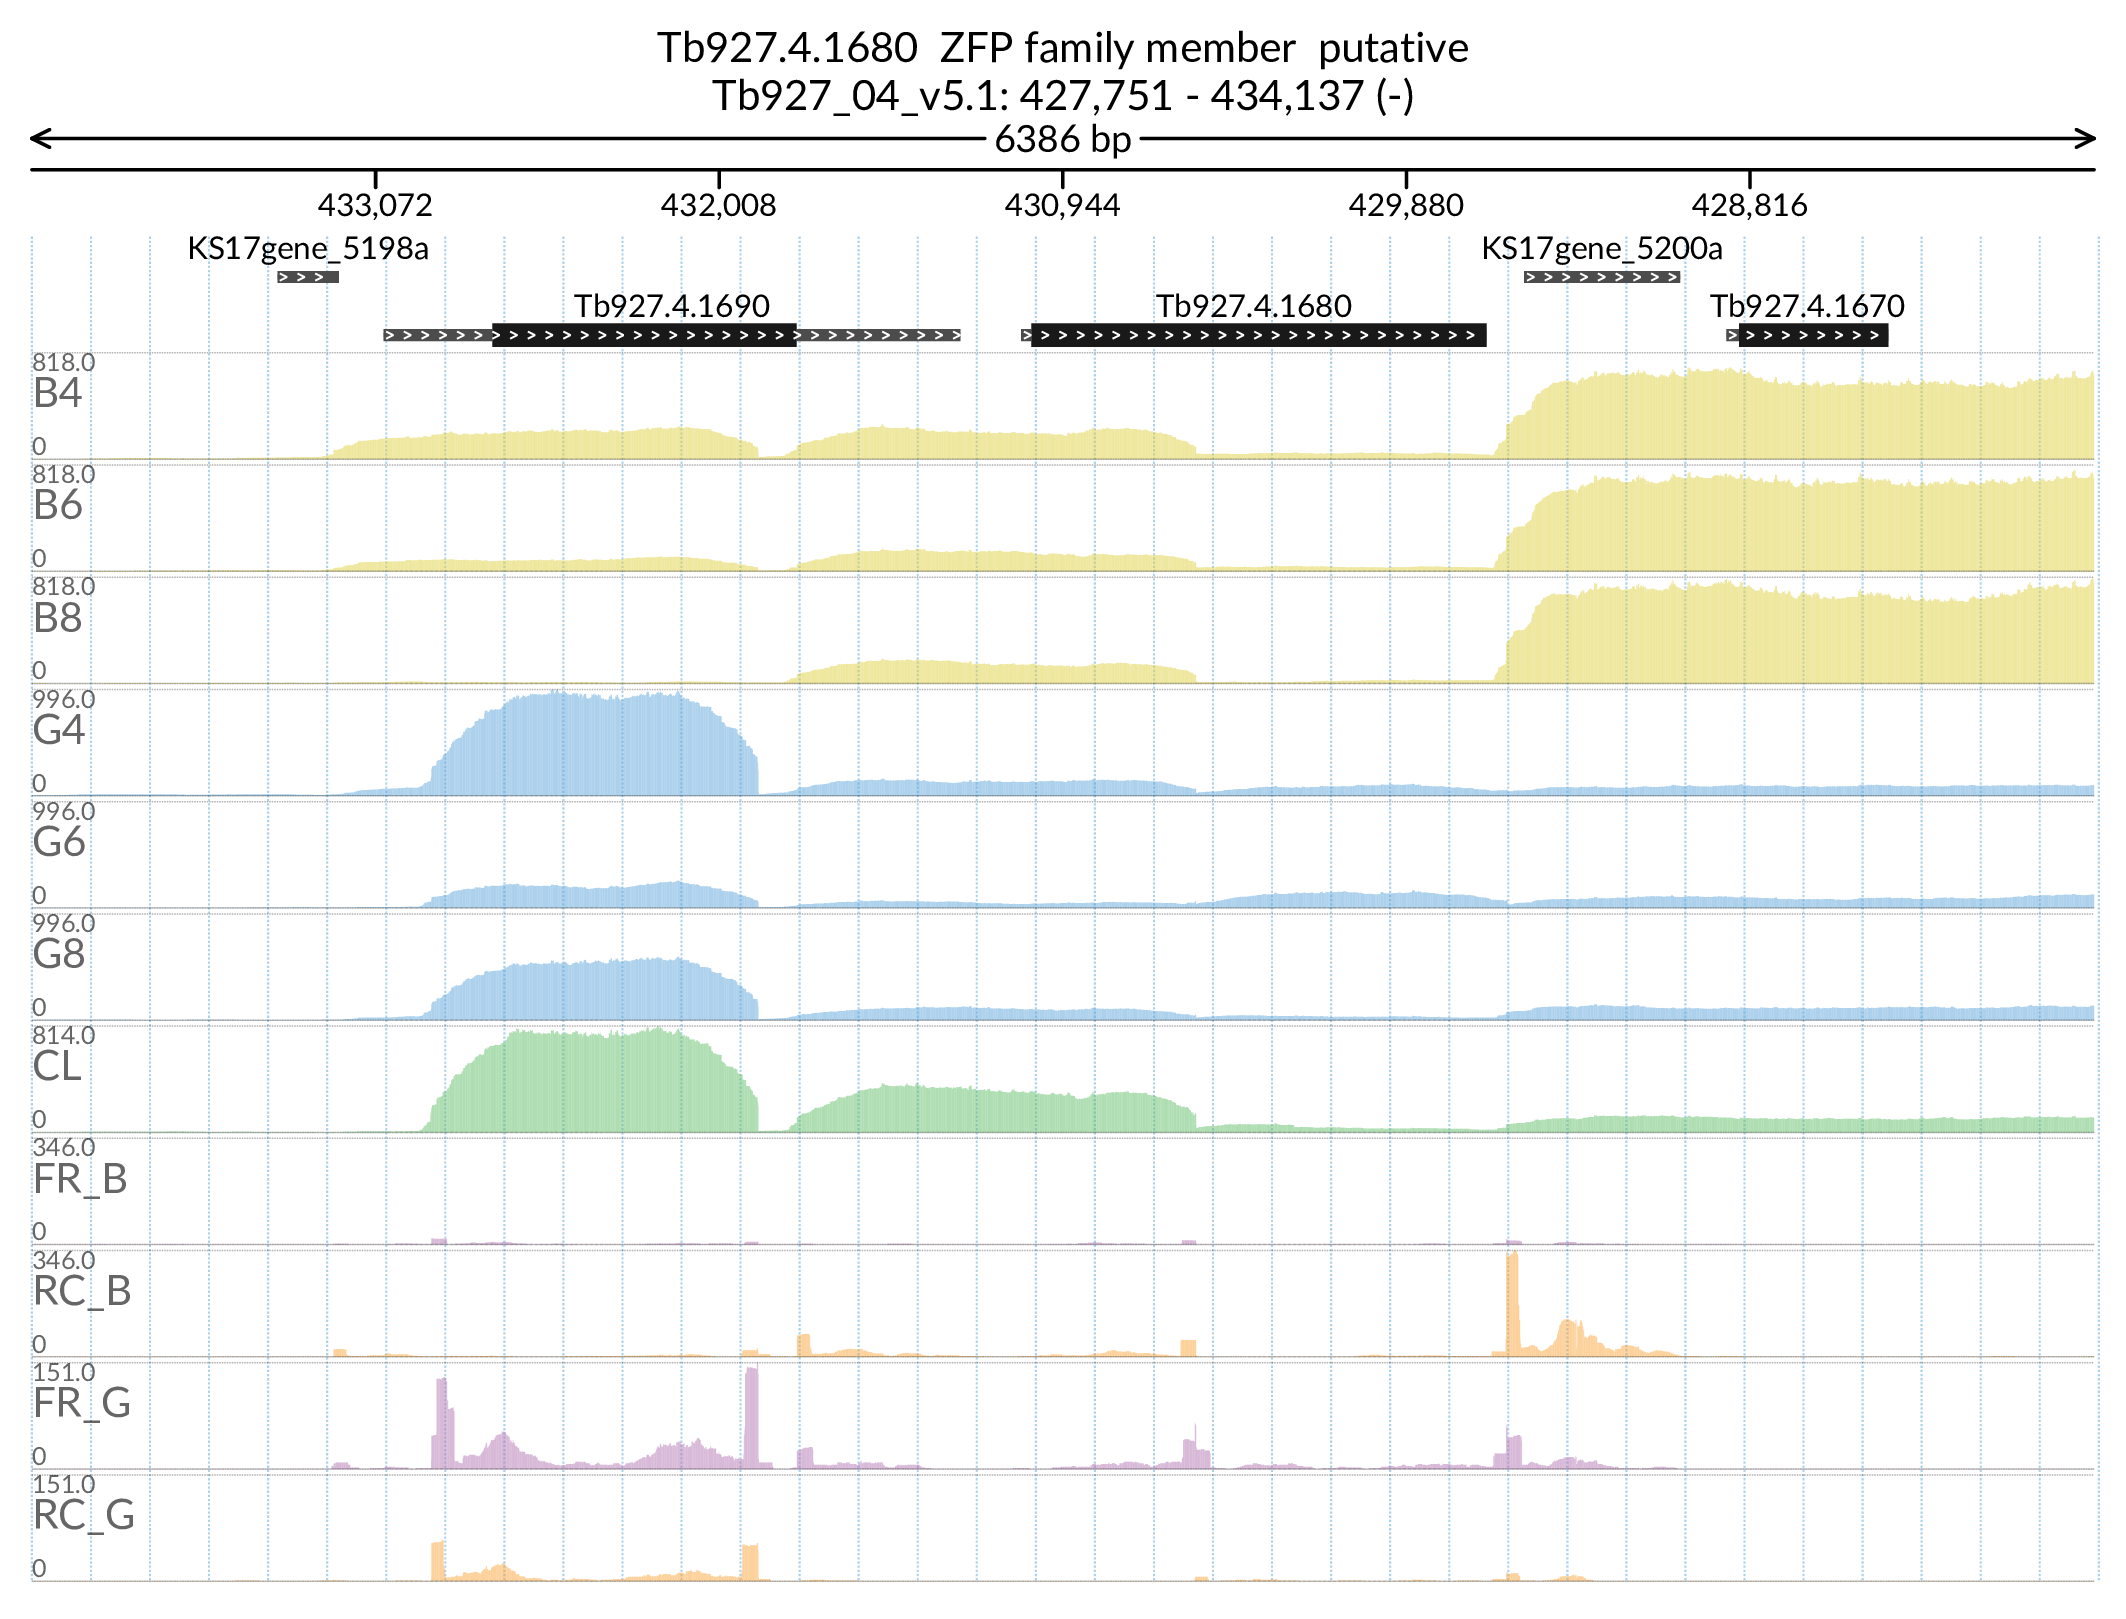 Tb927.4.1680  ZFP family member  putative
Tb927_04_v5.1: 427,751 - 434,137 (-)
6386 bp
433,072 432,008 430,944 429,880 428,816
KS17gene_5198a KS17gene_5200a
Tb927.4.1690 Tb927.4.1680 Tb927.4.1670
818.0
B4
0
818.0
B6
0
818.0
B8
0
996.0
G4
0
996.0
G6
0
996.0
G8
0
814.0
CL
0
346.0
FR_B
0
346.0
RC_B
0
151.0
FR_G
0
151.0
RC_G
0